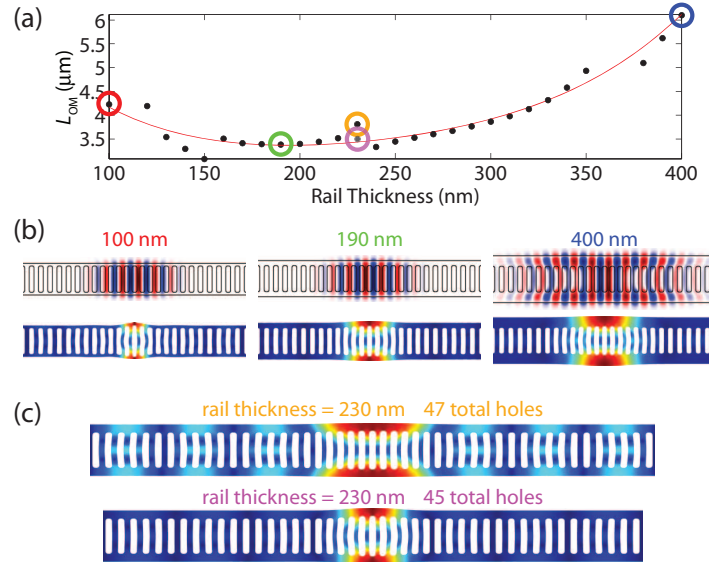 (a)
6
5.5
5
4.5
4
3.5
L_OM (μm)
100 150 200 250 300 350 400
Rail Thickness (nm)
(b)
100 nm 190 nm 400 nm
(c)
rail thickness = 230 nm 47 total holes
rail thickness = 230 nm 45 total holes